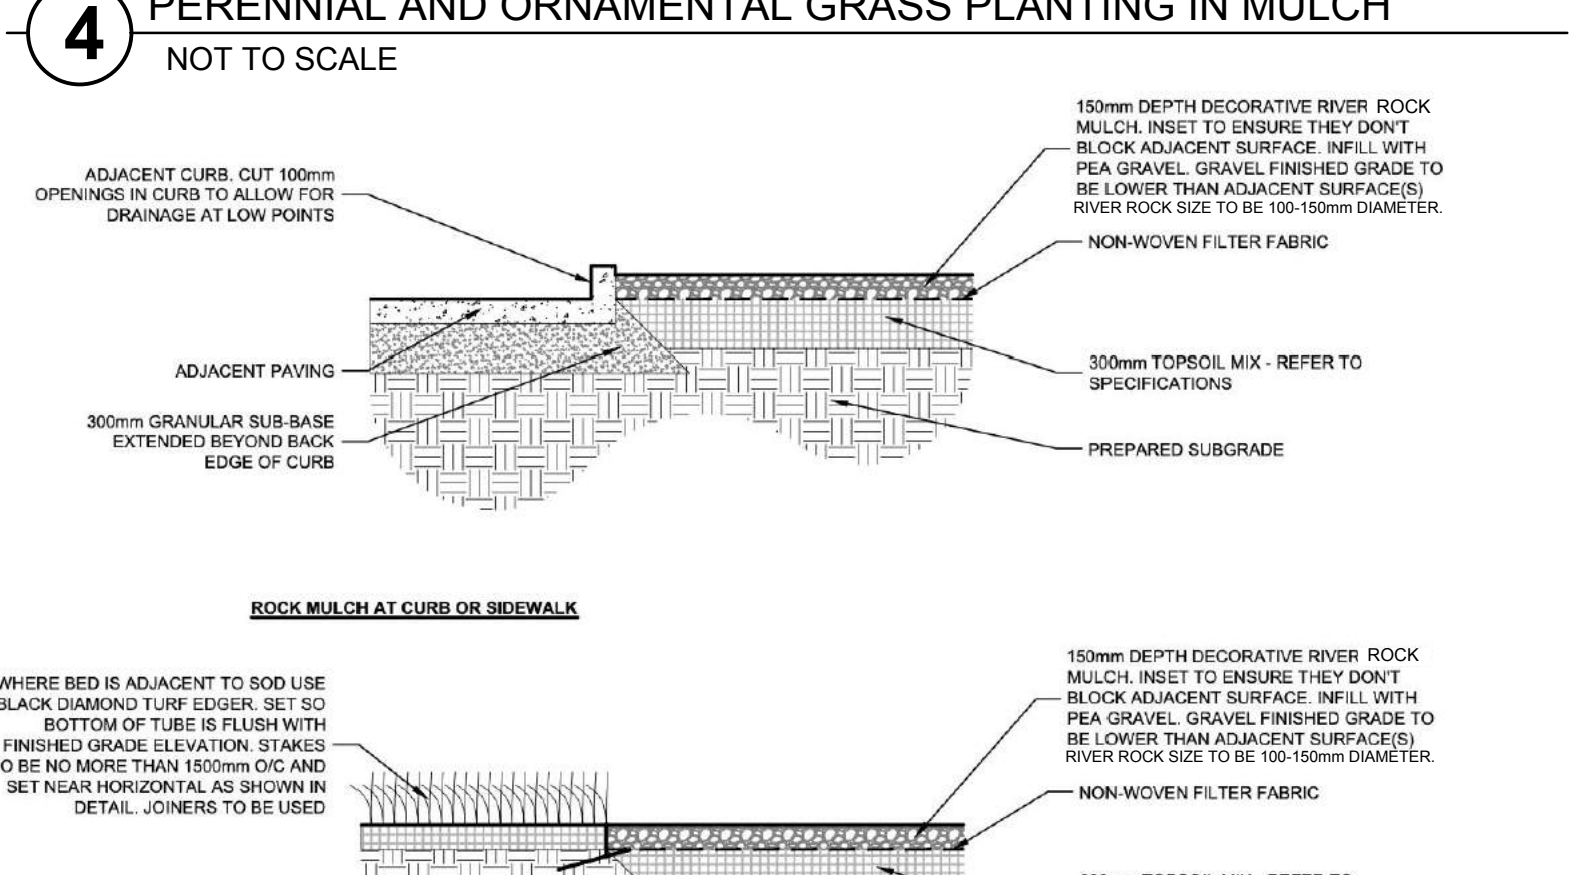 4
PERENNIAL AND ORNAMENTAL GRASS PLANTING IN MULCH
NOT TO SCALE
150mm DEPTH DECORATIVE RIVER ROCK
MULCH. INSET TO ENSURE THEY DON'T
BLOCK ADJACENT SURFACE. INFILL WITH
PEA GRAVEL. GRAVEL FINISHED GRADE TO
BE LOWER THAN ADJACENT SURFACE(S)
RIVER ROCK SIZE TO BE 100-150mm DIAMETER.
ADJACENT CURB. CUT 100mm
OPENINGS IN CURB TO ALLOW FOR
DRAINAGE AT LOW POINTS
NON-WOVEN FILTER FABRIC
ADJACENT PAVING
300mm TOPSOIL MIX - REFER TO
SPECIFICATIONS
300mm GRANULAR SUB-BASE
EXTENDED BEYOND BACK
EDGE OF CURB
PREPARED SUBGRADE
ROCK MULCH AT CURB OR SIDEWALK
WHERE BED IS ADJACENT TO SOD USE
BLACK DIAMOND TURF EDGER. SET SO
BOTTOM OF TUBE IS FLUSH WITH
FINISHED GRADE ELEVATION. STAKES
TO BE NO MORE THAN 1500mm O/C AND
SET NEAR HORIZONTAL AS SHOWN IN
DETAIL. JOINERS TO BE USED
150mm DEPTH DECORATIVE RIVER ROCK
MULCH. INSET TO ENSURE THEY DON'T
BLOCK ADJACENT SURFACE. INFILL WITH
PEA GRAVEL. GRAVEL FINISHED GRADE TO
BE LOWER THAN ADJACENT SURFACE(S)
RIVER ROCK SIZE TO BE 100-150mm DIAMETER.
NON-WOVEN FILTER FABRIC